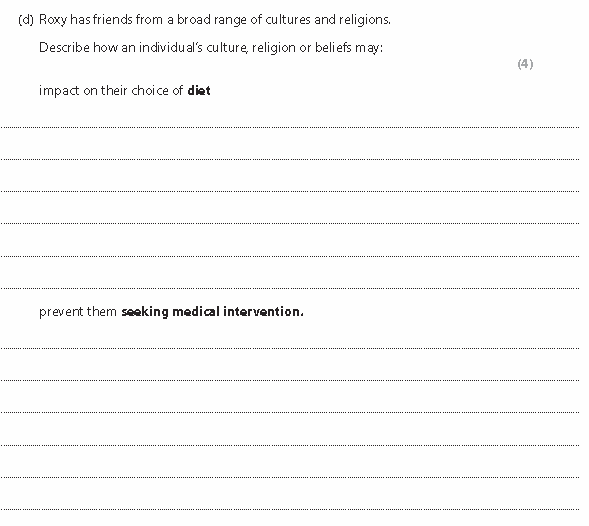 (d) Roxy has friends from a broad range of cultures and religions.
Describe how an individual's culture, religion or beliefs may:
(4)
impact on their choice of diet
prevent them seeking medical intervention.